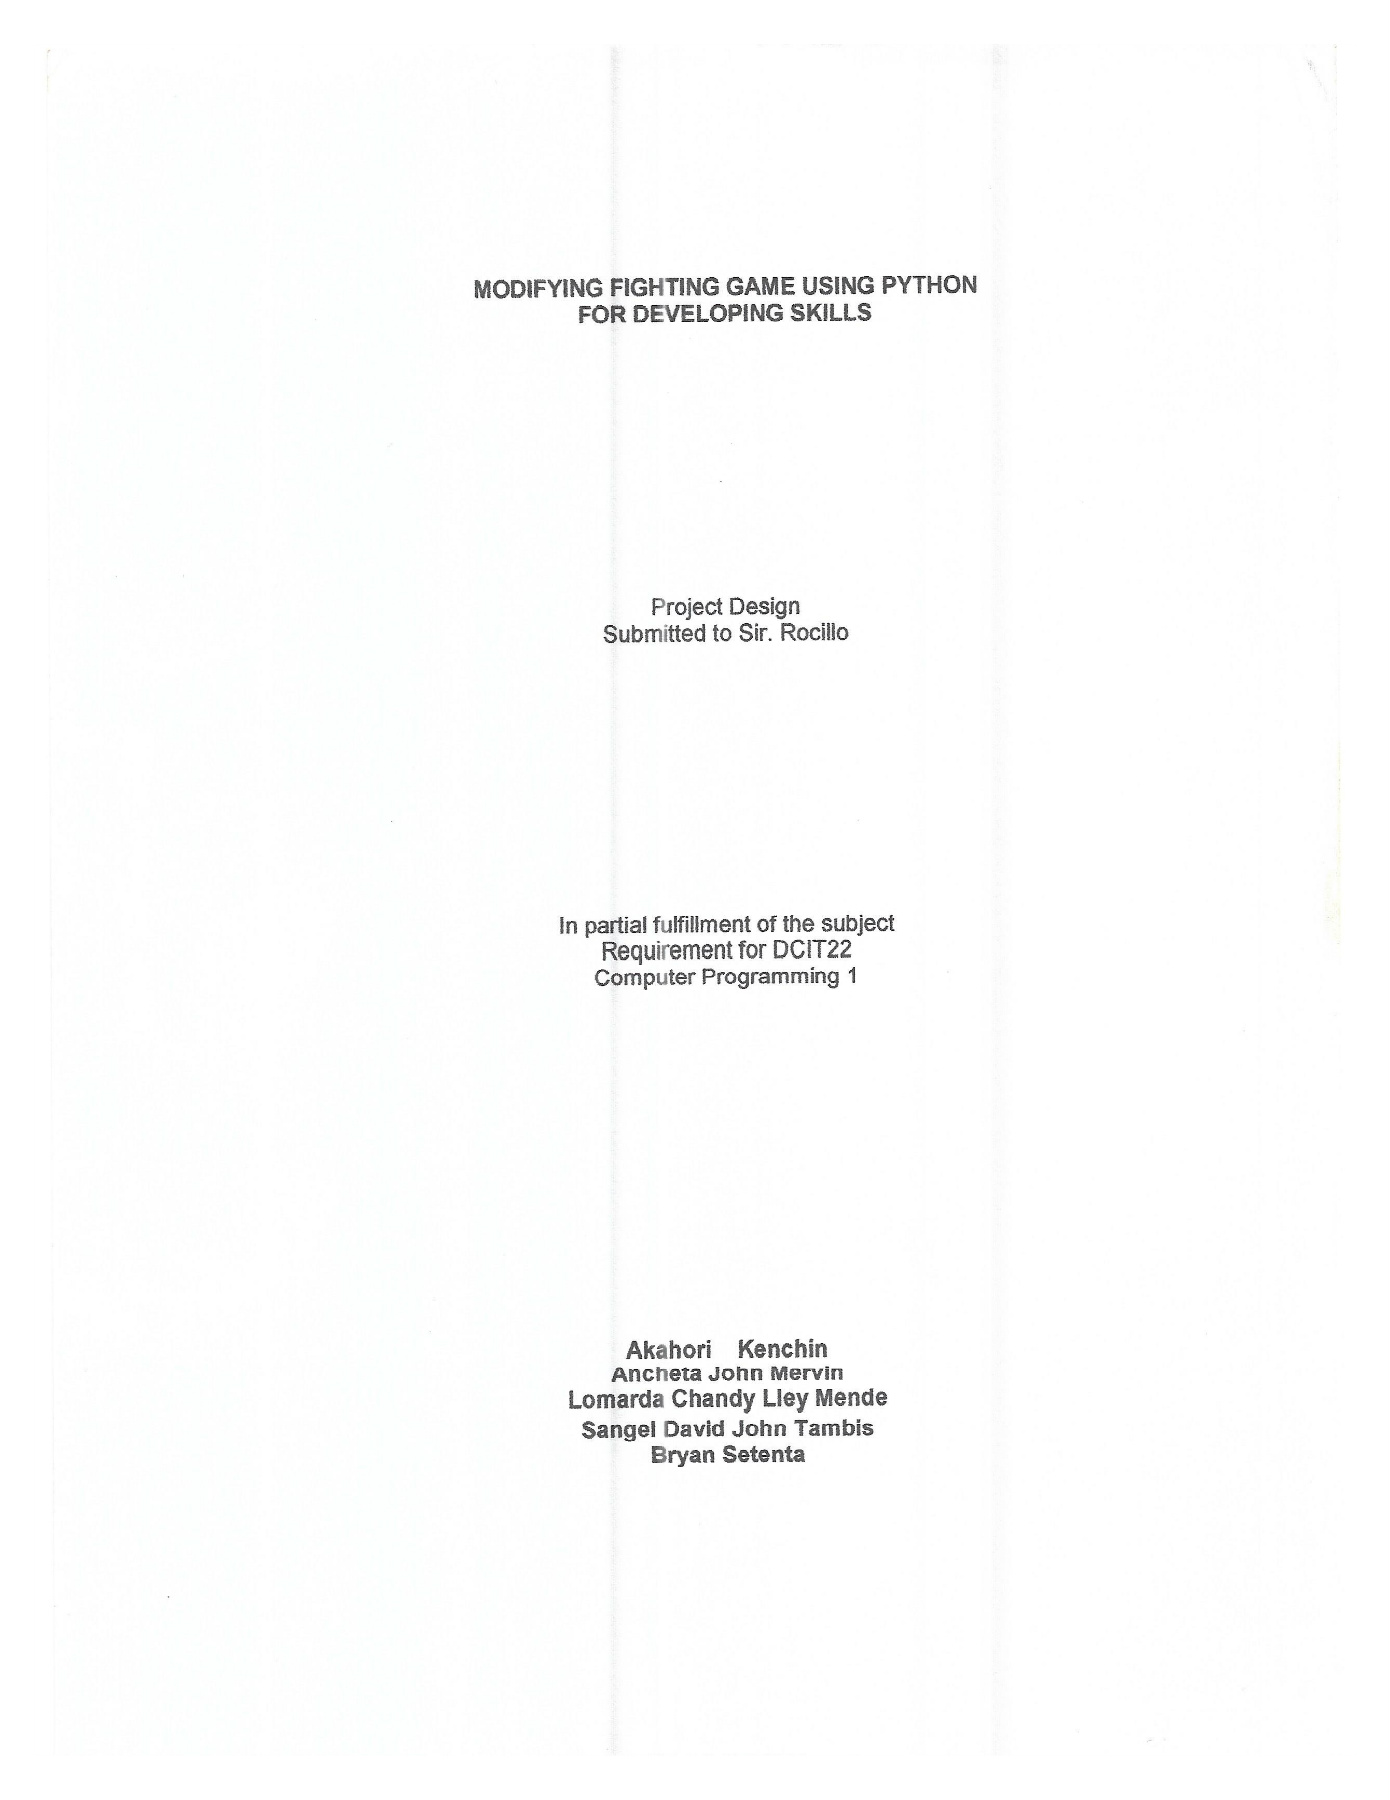 MODIFYING FIGHTING GAME USING PYTHON
FOR DEVELOPING SKILLS
Project Design
Submitted to Sir. Rocillo
In partial fulfillment of the subject
Requirement for DCIT22
Computer Programming 1
Akahori Kenchin
Ancheta John Mervin
Lomarda Chandy Lley Mende
Sangel David John Tambis
Bryan Setenta